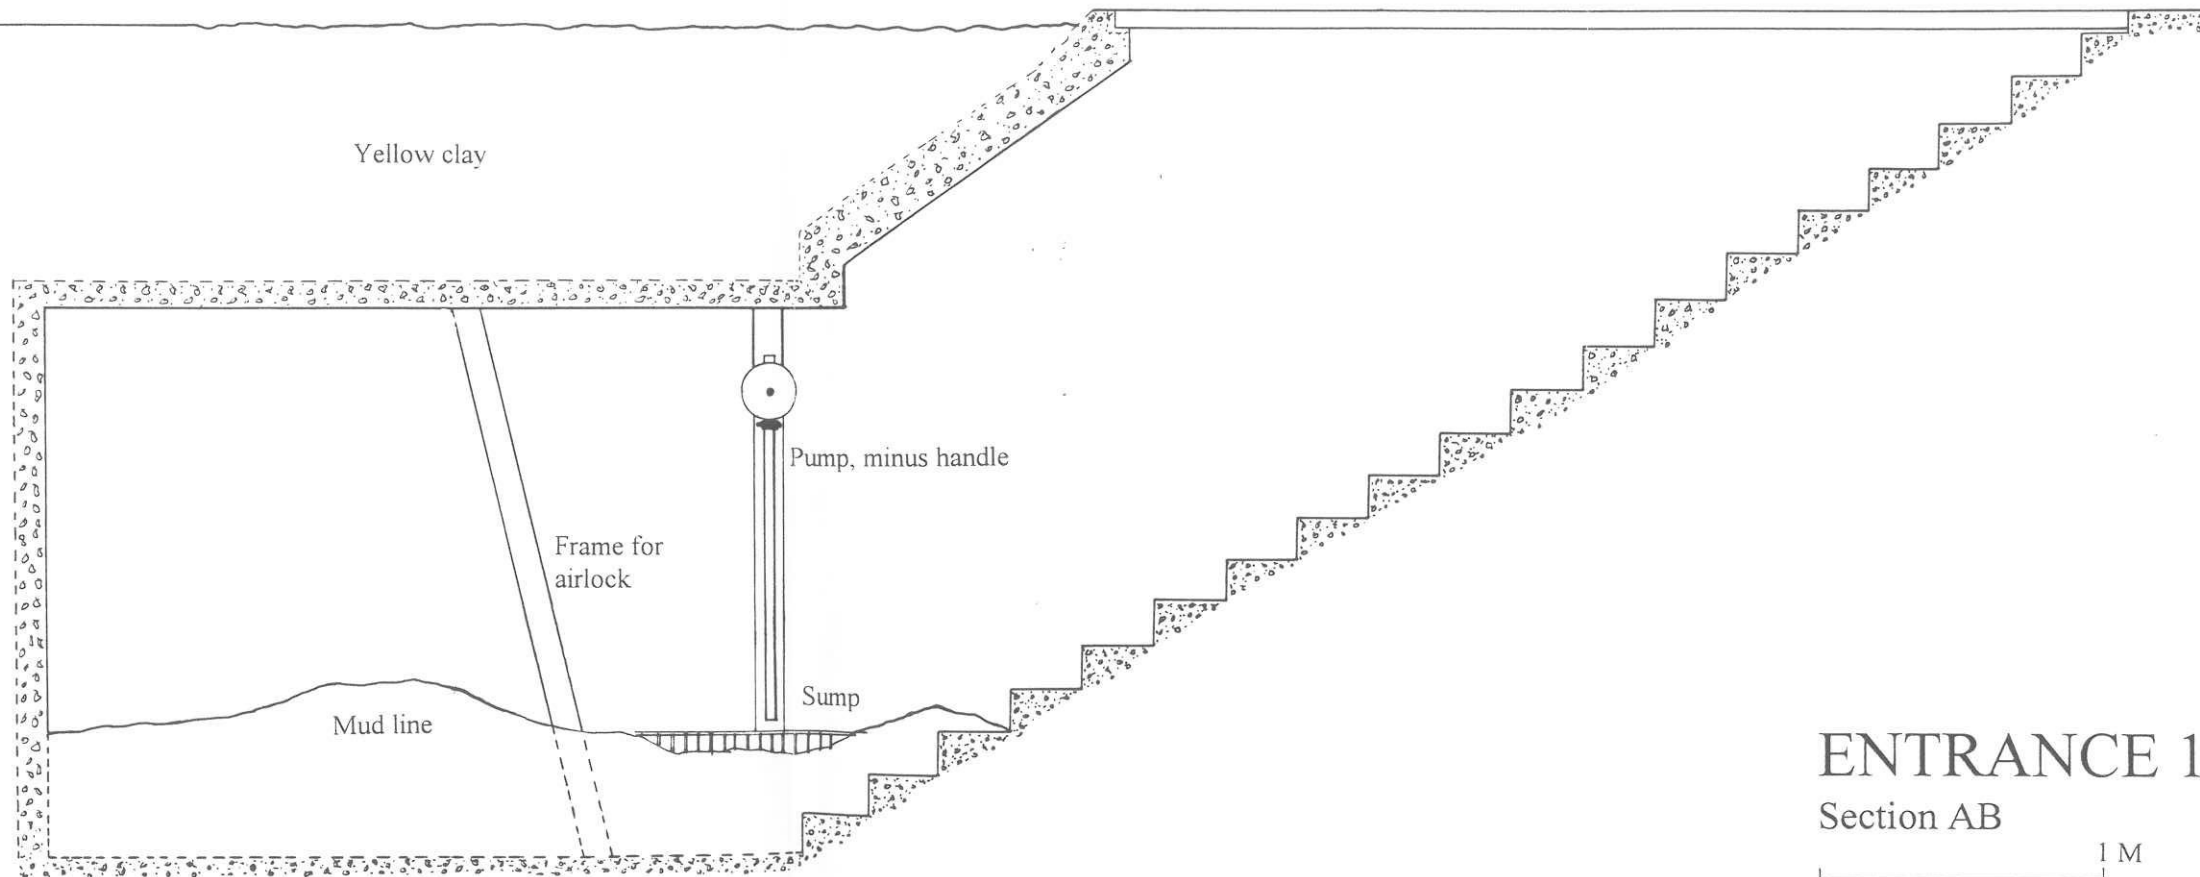 Yellow clay
Pump, minus handle
Frame for
airlock
Sump
Mud line
ENTRANCE 1
Section AB
1 M